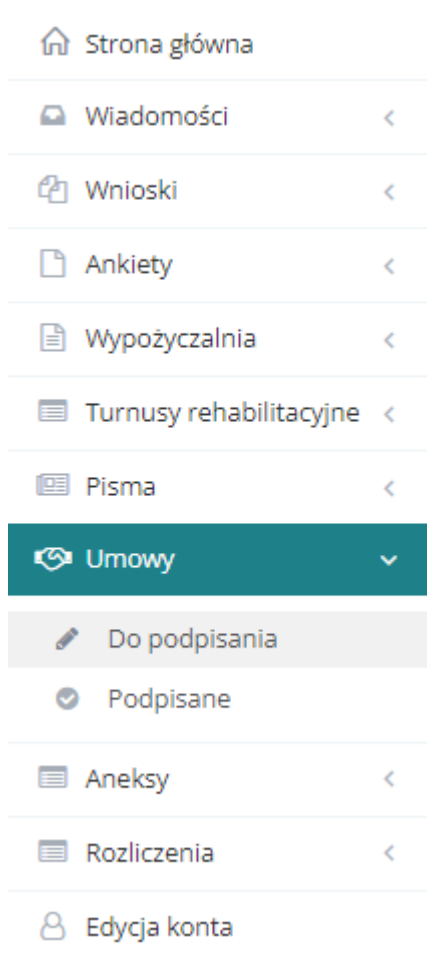 Strona główna
Wiadomości
Wnioski
Ankiety
Wypożyczalnia
Turnusy rehabilitacyjne
Pisma
Umowy
Do podpisania
Podpisane
Aneksy
Rozliczenia
Edycja konta